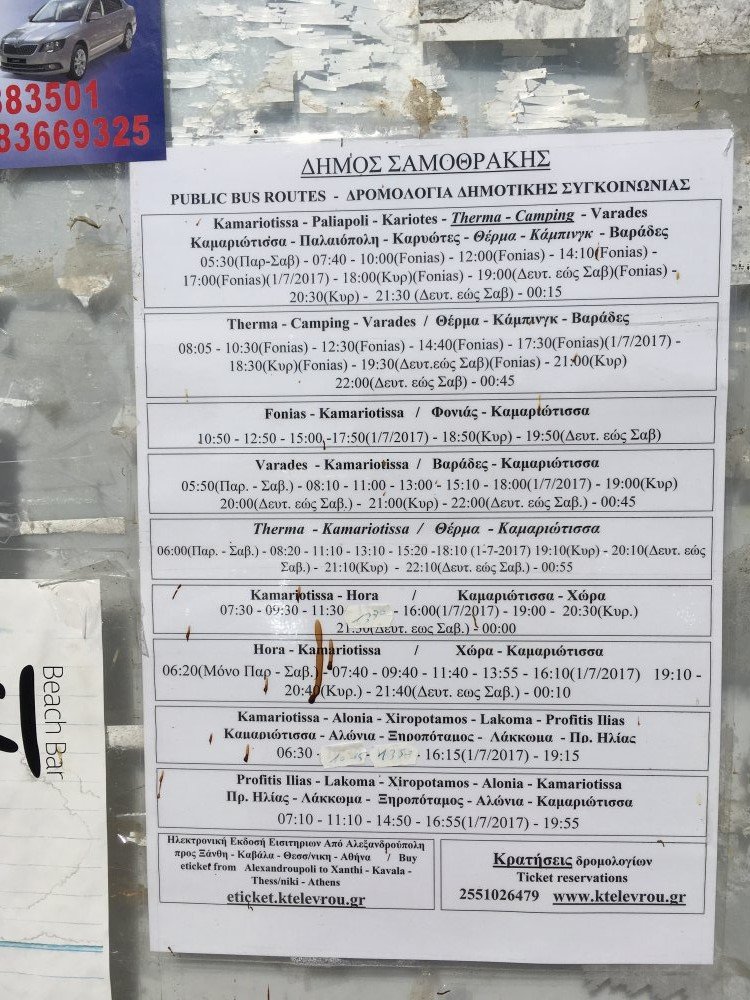 383501
83669325
ΔΗΜΟΣ ΣΑΜΟΘΡΑΚΗΣ
PUBLIC BUS ROUTES - ΔΡΟΜΟΛΟΓΙΑ ΔΗΜΟΤΙΚΗΣ ΣΥΓΚΟΙΝΩΝΙΑΣ
Kamariotissa - Paliapoli - Kariotes - Therma - Camping - Varades
Καμαριώτισσα - Παλαιόπολη - Καρυώτες - Θέρμα - Κάμπινγκ - Βαράδες
05:30(Παρ-Σαβ) - 07:40 - 10:00(Fonias) - 12:00(Fonias) - 14:10(Fonias) -
17:00(Fonias)(1/7/2017) - 18:00(Κυρ)(Fonias) - 19:00(Δευτ. εώς Σαβ)(Fonias) -
20:30(Κυρ) - 21:30 (Δευτ. εώς Σαβ) - 00:15
Therma - Camping - Varades / Θέρμα - Κάμπινγκ - Βαράδες
08:05 - 10:30(Fonias) - 12:30(Fonias) - 14:40(Fonias) - 17:30(Fonias)(1/7/2017) -
18:30(Κυρ)(Fonias) - 19:30(Δευτ.εώς Σαβ)(Fonias) - 21:00(Κυρ)
22:00(Δευτ. εώς Σαβ) - 00:45
Fonias - Kamariotissa / Φονιάς - Καμαριώτισσα
10:50 - 12:50 - 15:00 -17:50(1/7/2017) - 18:50(Κυρ) - 19:50(Δευτ. εώς Σαβ)
Varades - Kamariotissa / Βαράδες - Καμαριώτισσα
05:50(Παρ. - Σαβ.) - 08:10 - 11:00 - 13:00 - 15:10 - 18:00(1/7/2017) - 19:00(Κυρ)
20:00(Δευτ. εώς Σαβ.) - 21:00(Κυρ) - 22:00(Δευτ. εώς Σαβ.) - 00:45
Therma - Kamariotissa / Θέρμα - Καμαριώτισσα
06:00(Παρ. - Σαβ.) - 08:20 - 11:10 - 13:10 - 15:20 -18:10 (1-7-2017) 19:10(Κυρ) - 20:10(Δευτ. εώς
Σαβ.) - 21:10(Κυρ) - 22:10(Δευτ. εώς Σαβ.) - 00:55
Kamariotissa - Hora / Καμαριώτισσα - Χώρα
07:30 - 09:30 - 11:30 - 16:00(1/7/2017) - 19:00 - 20:30(Κυρ.)
21:30(Δευτ. εώς Σαβ.) - 00:00
Hora - Kamariotissa / Χώρα - Καμαριώτισσα
06:20(Μόνο Παρ - Σαβ.) - 07:40 - 09:40 - 11:40 - 13:55 - 16:10(1/7/2017) 19:10 -
20:40(Κυρ.) - 21:40(Δευτ. εως Σαβ.) - 00:10
Kamariotissa - Alonia - Xiropotamos - Lakoma - Profitis Ilias
Καμαριώτισσα - Αλώνια - Ξηροπόταμος - Λάκκωμα - Πρ. Ηλίας
06:30 - - 16:15(1/7/2017) - 19:15
Profitis Ilias - Lakoma - Xiropotamos - Alonia - Kamariotissa
Πρ. Ηλίας - Λάκκωμα - Ξηροπόταμος - Αλώνια - Καμαριώτισσα
07:10 - 11:10 - 14:50 - 16:55(1/7/2017) - 19:55
Ηλεκτρονική Εκδοσή Εισιτηριων Από Αλεξανδρούπολη
προς Ξάνθη - Καβάλα - Θεσσ/νικη - Αθήνα / Buy
eticket from Alexandroupoli to Xanthi - Kavala -
Thess/niki - Athens
eticket.ktelevrou.gr
Κρατήσεις δρομολογίων
Ticket reservations
2551026479 www.ktelevrou.gr
Beach Bar